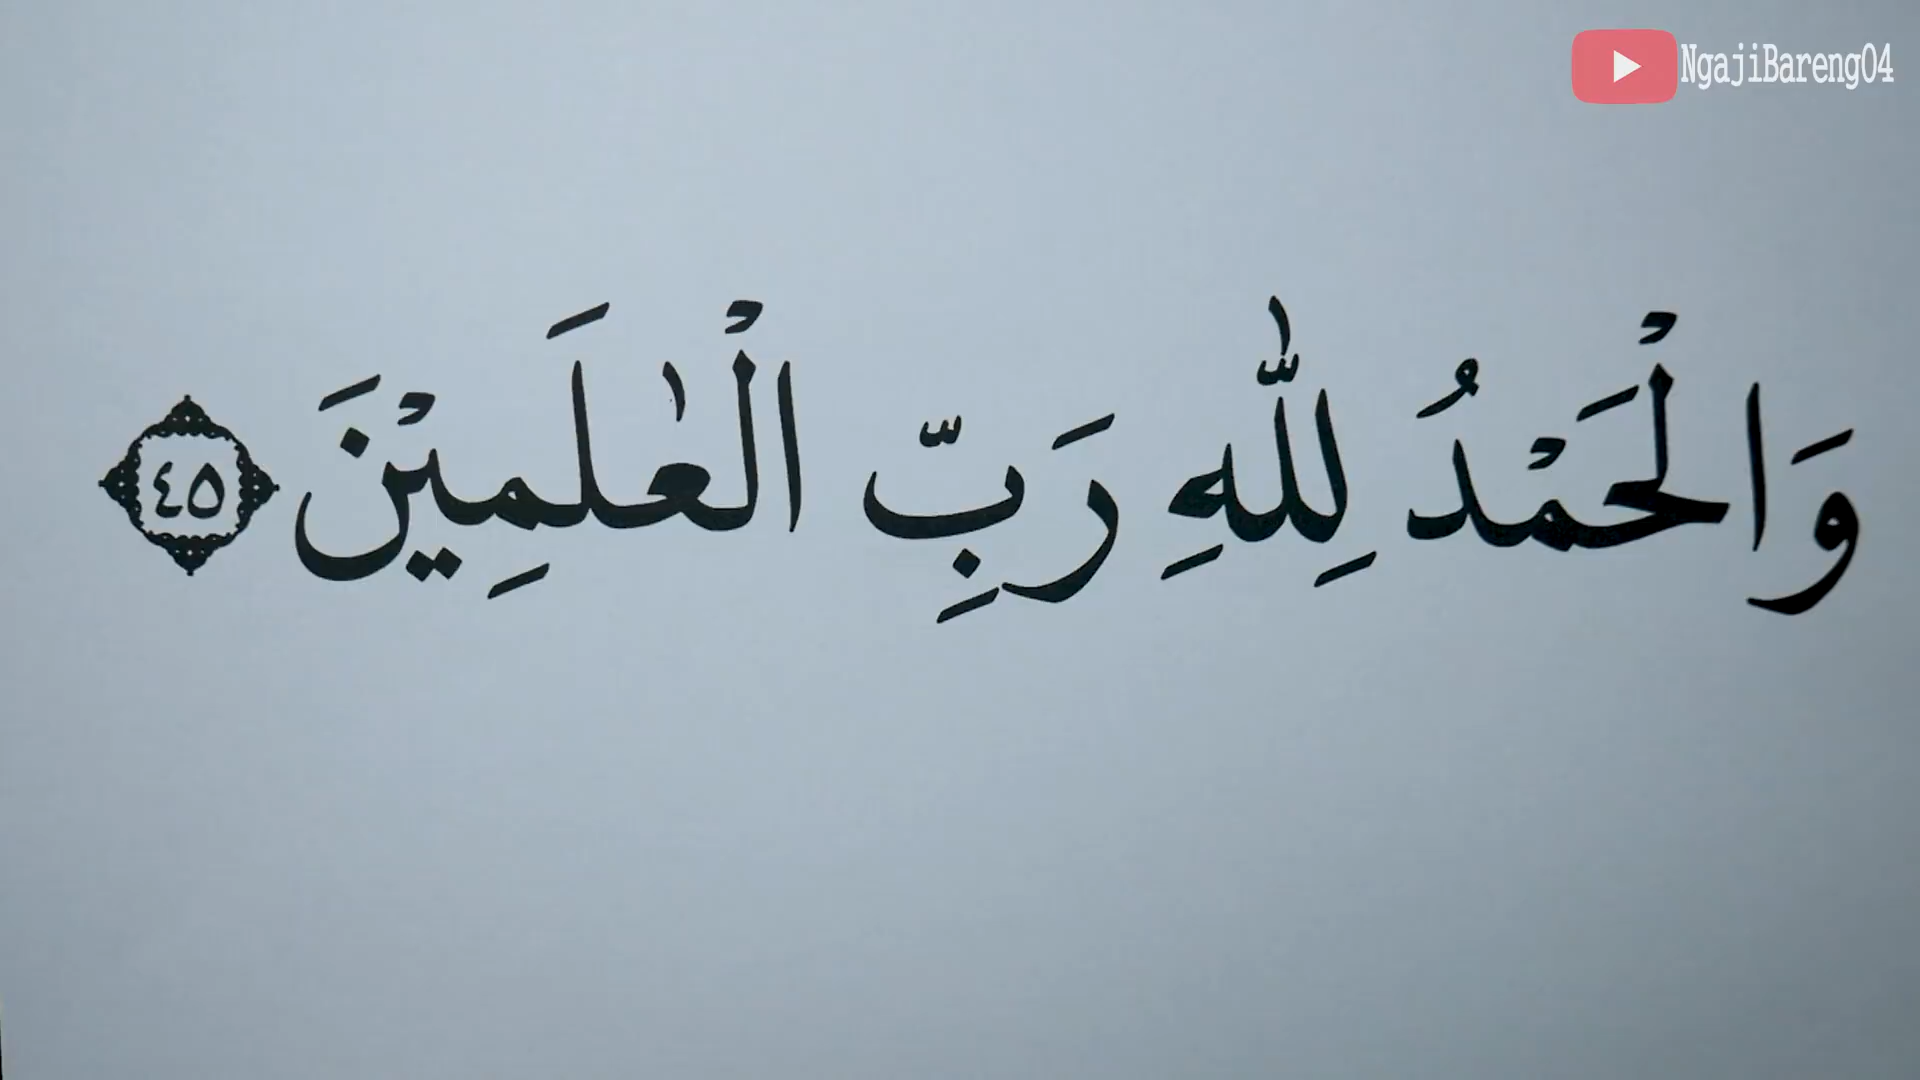 NgajiBareng04
وَالْحَمْدُ لِلّٰهِ رَبِّ الْعٰلَمِيْنَ ٤٥